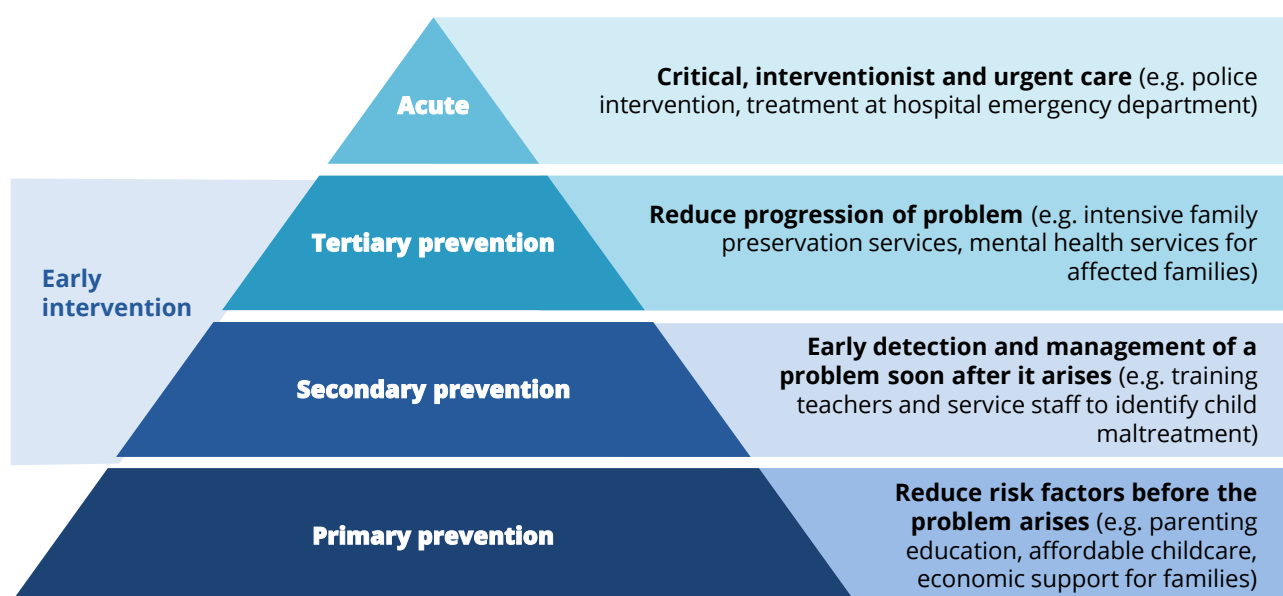 Acute
Critical, interventionist and urgent care (e.g. police
intervention, treatment at hospital emergency department)
Early
intervention
Tertiary prevention
Reduce progression of problem (e.g. intensive family
preservation services, mental health services for
affected families)
Secondary prevention
Early detection and management of a
problem soon after it arises (e.g. training
teachers and service staff to identify child
maltreatment)
Primary prevention
Reduce risk factors before the
problem arises (e.g. parenting
education, affordable childcare,
economic support for families)